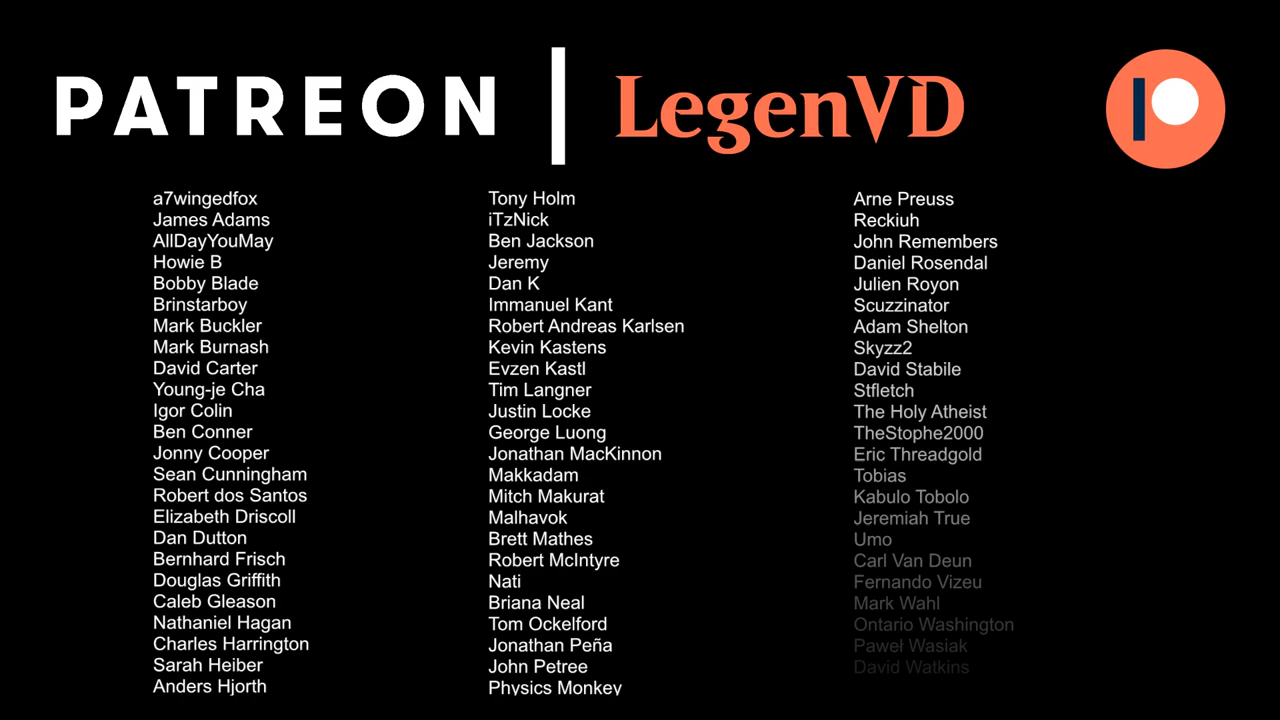 PATREON | LegenVD
a7wingedfox
James Adams
AllDayYouMay
Howie B
Bobby Blade
Brinstarboy
Mark Buckler
Mark Burnash
David Carter
Young-je Cha
Igor Colin
Ben Conner
Jonny Cooper
Sean Cunningham
Robert dos Santos
Elizabeth Driscoll
Dan Dutton
Bernhard Frisch
Douglas Griffith
Caleb Gleason
Nathaniel Hagan
Charles Harrington
Sarah Heiber
Anders Hjorth
Tony Holm
iTzNick
Ben Jackson
Jeremy
Dan K
Immanuel Kant
Robert Andreas Karlsen
Kevin Kastens
Evzen Kastl
Tim Langner
Justin Locke
George Luong
Jonathan MacKinnon
Makkadam
Mitch Makurat
Malhavok
Brett Mathes
Robert McIntyre
Nati
Briana Neal
Tom Ockelford
Jonathan Peña
John Petree
Physics Monkey
Arne Preuss
Reckiuh
John Remembers
Daniel Rosendal
Julien Royon
Scuzzinator
Adam Shelton
Skyzz2
David Stabile
Stfletch
The Holy Atheist
TheStophe2000
Eric Threadgold
Tobias
Kabulo Tobolo
Jeremiah True
Umo
Carl Van Deun
Fernando Vizeu
Mark Wahl
Ontario Washington
Paweł Wasiak
David Watkins